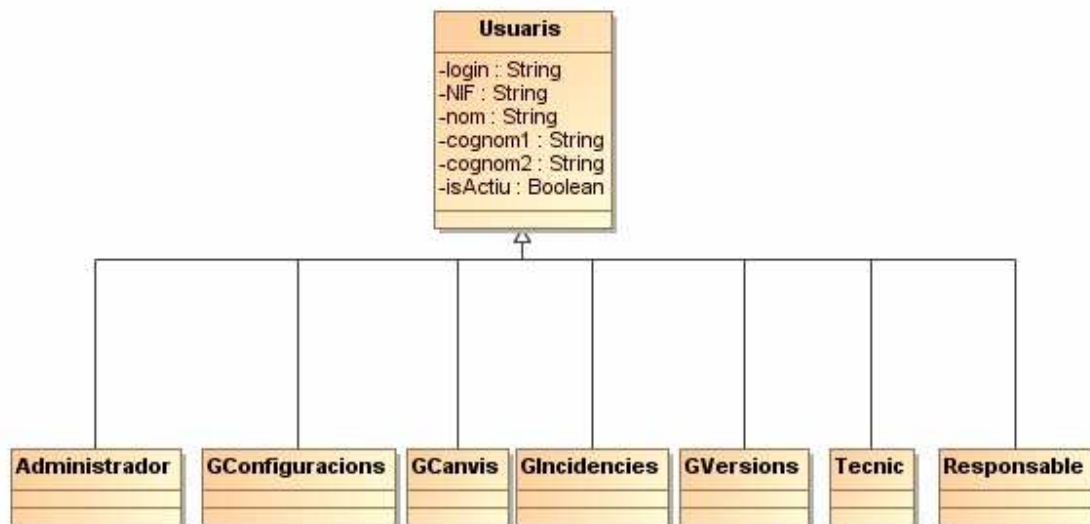 Usuaris
-login : String
-NIF : String
-nom : String
-cognom1 : String
-cognom2 : String
-isActiu : Boolean
Administrador GConfiguracions GCanvis GIncidencies GVersions Tecnic Responsable